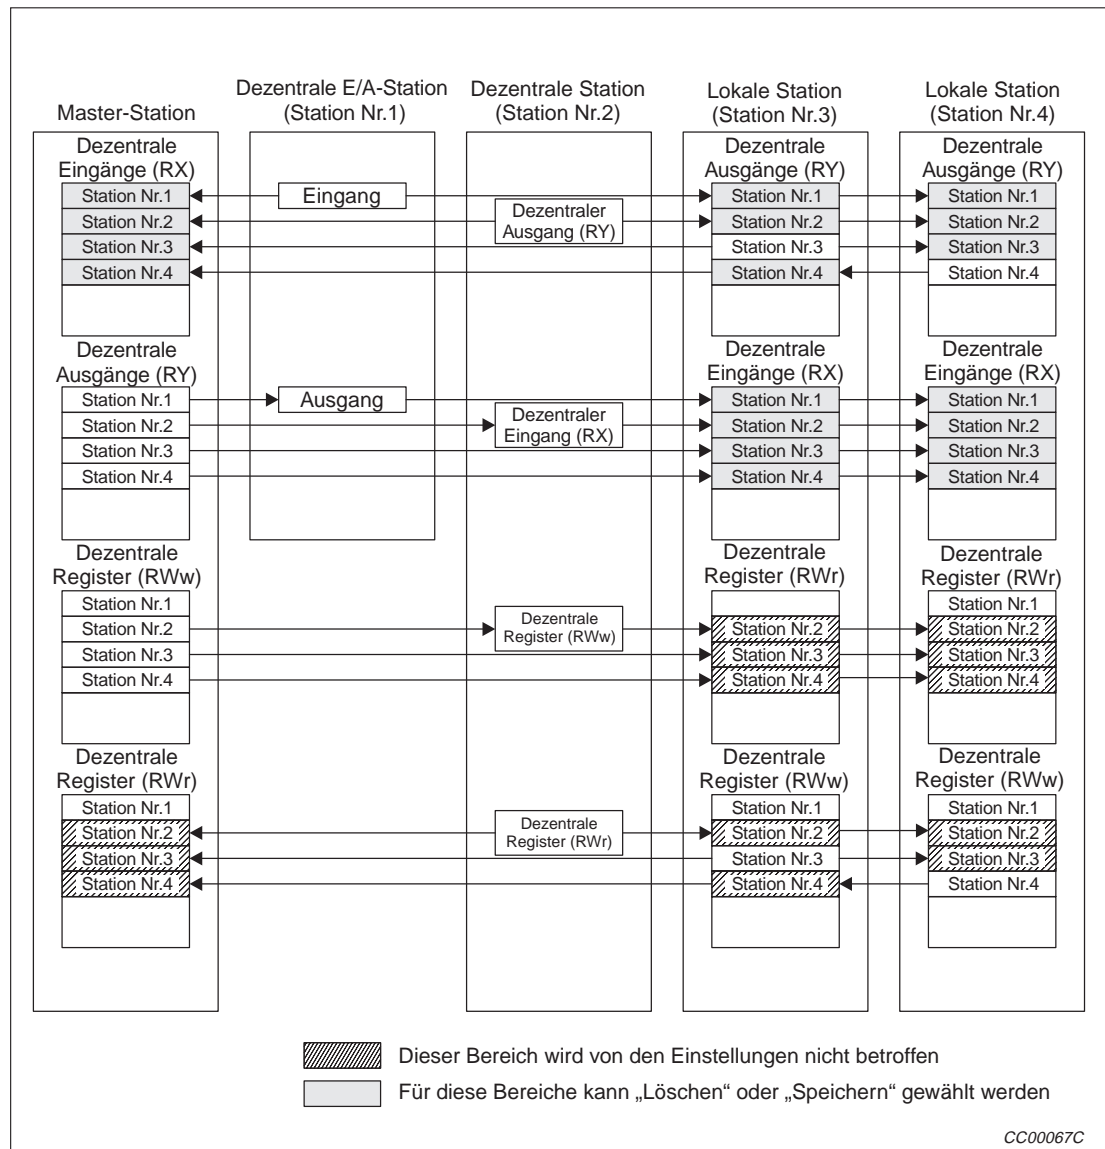 Master-Station
Dezentrale E/A-Station
(Station Nr.1)
Dezentrale Station
(Station Nr.2)
Lokale Station
(Station Nr.3)
Lokale Station
(Station Nr.4)
Dezentrale
Eingänge (RX)
Station Nr.1
Station Nr.2
Station Nr.3
Station Nr.4
Eingang
Dezentraler
Ausgang (RY)
Dezentrale
Ausgänge (RY)
Station Nr.1
Station Nr.2
Station Nr.3
Station Nr.4
Dezentrale
Ausgänge (RY)
Station Nr.1
Station Nr.2
Station Nr.3
Station Nr.4
Dezentrale
Ausgänge (RY)
Station Nr.1
Station Nr.2
Station Nr.3
Station Nr.4
Ausgang
Dezentraler
Eingang (RX)
Dezentrale
Eingänge (RX)
Station Nr.1
Station Nr.2
Station Nr.3
Station Nr.4
Dezentrale
Eingänge (RX)
Station Nr.1
Station Nr.2
Station Nr.3
Station Nr.4
Dezentrale
Register (RWw)
Station Nr.1
Station Nr.2
Station Nr.3
Station Nr.4
Dezentrale
Register (RWw)
Dezentrale
Register (RWr)
Station Nr.2
Station Nr.3
Station Nr.4
Dezentrale
Register (RWr)
Station Nr.1
Station Nr.2
Station Nr.3
Station Nr.4
Dezentrale
Register (RWr)
Station Nr.1
Station Nr.2
Station Nr.3
Station Nr.4
Dezentrale
Register (RWr)
Dezentrale
Register (RWw)
Station Nr.1
Station Nr.2
Station Nr.3
Station Nr.4
Dezentrale
Register (RWw)
Station Nr.1
Station Nr.2
Station Nr.3
Station Nr.4
Dieser Bereich wird von den Einstellungen nicht betroffen
Für diese Bereiche kann „Löschen“ oder „Speichern“ gewählt werden
CC00067C